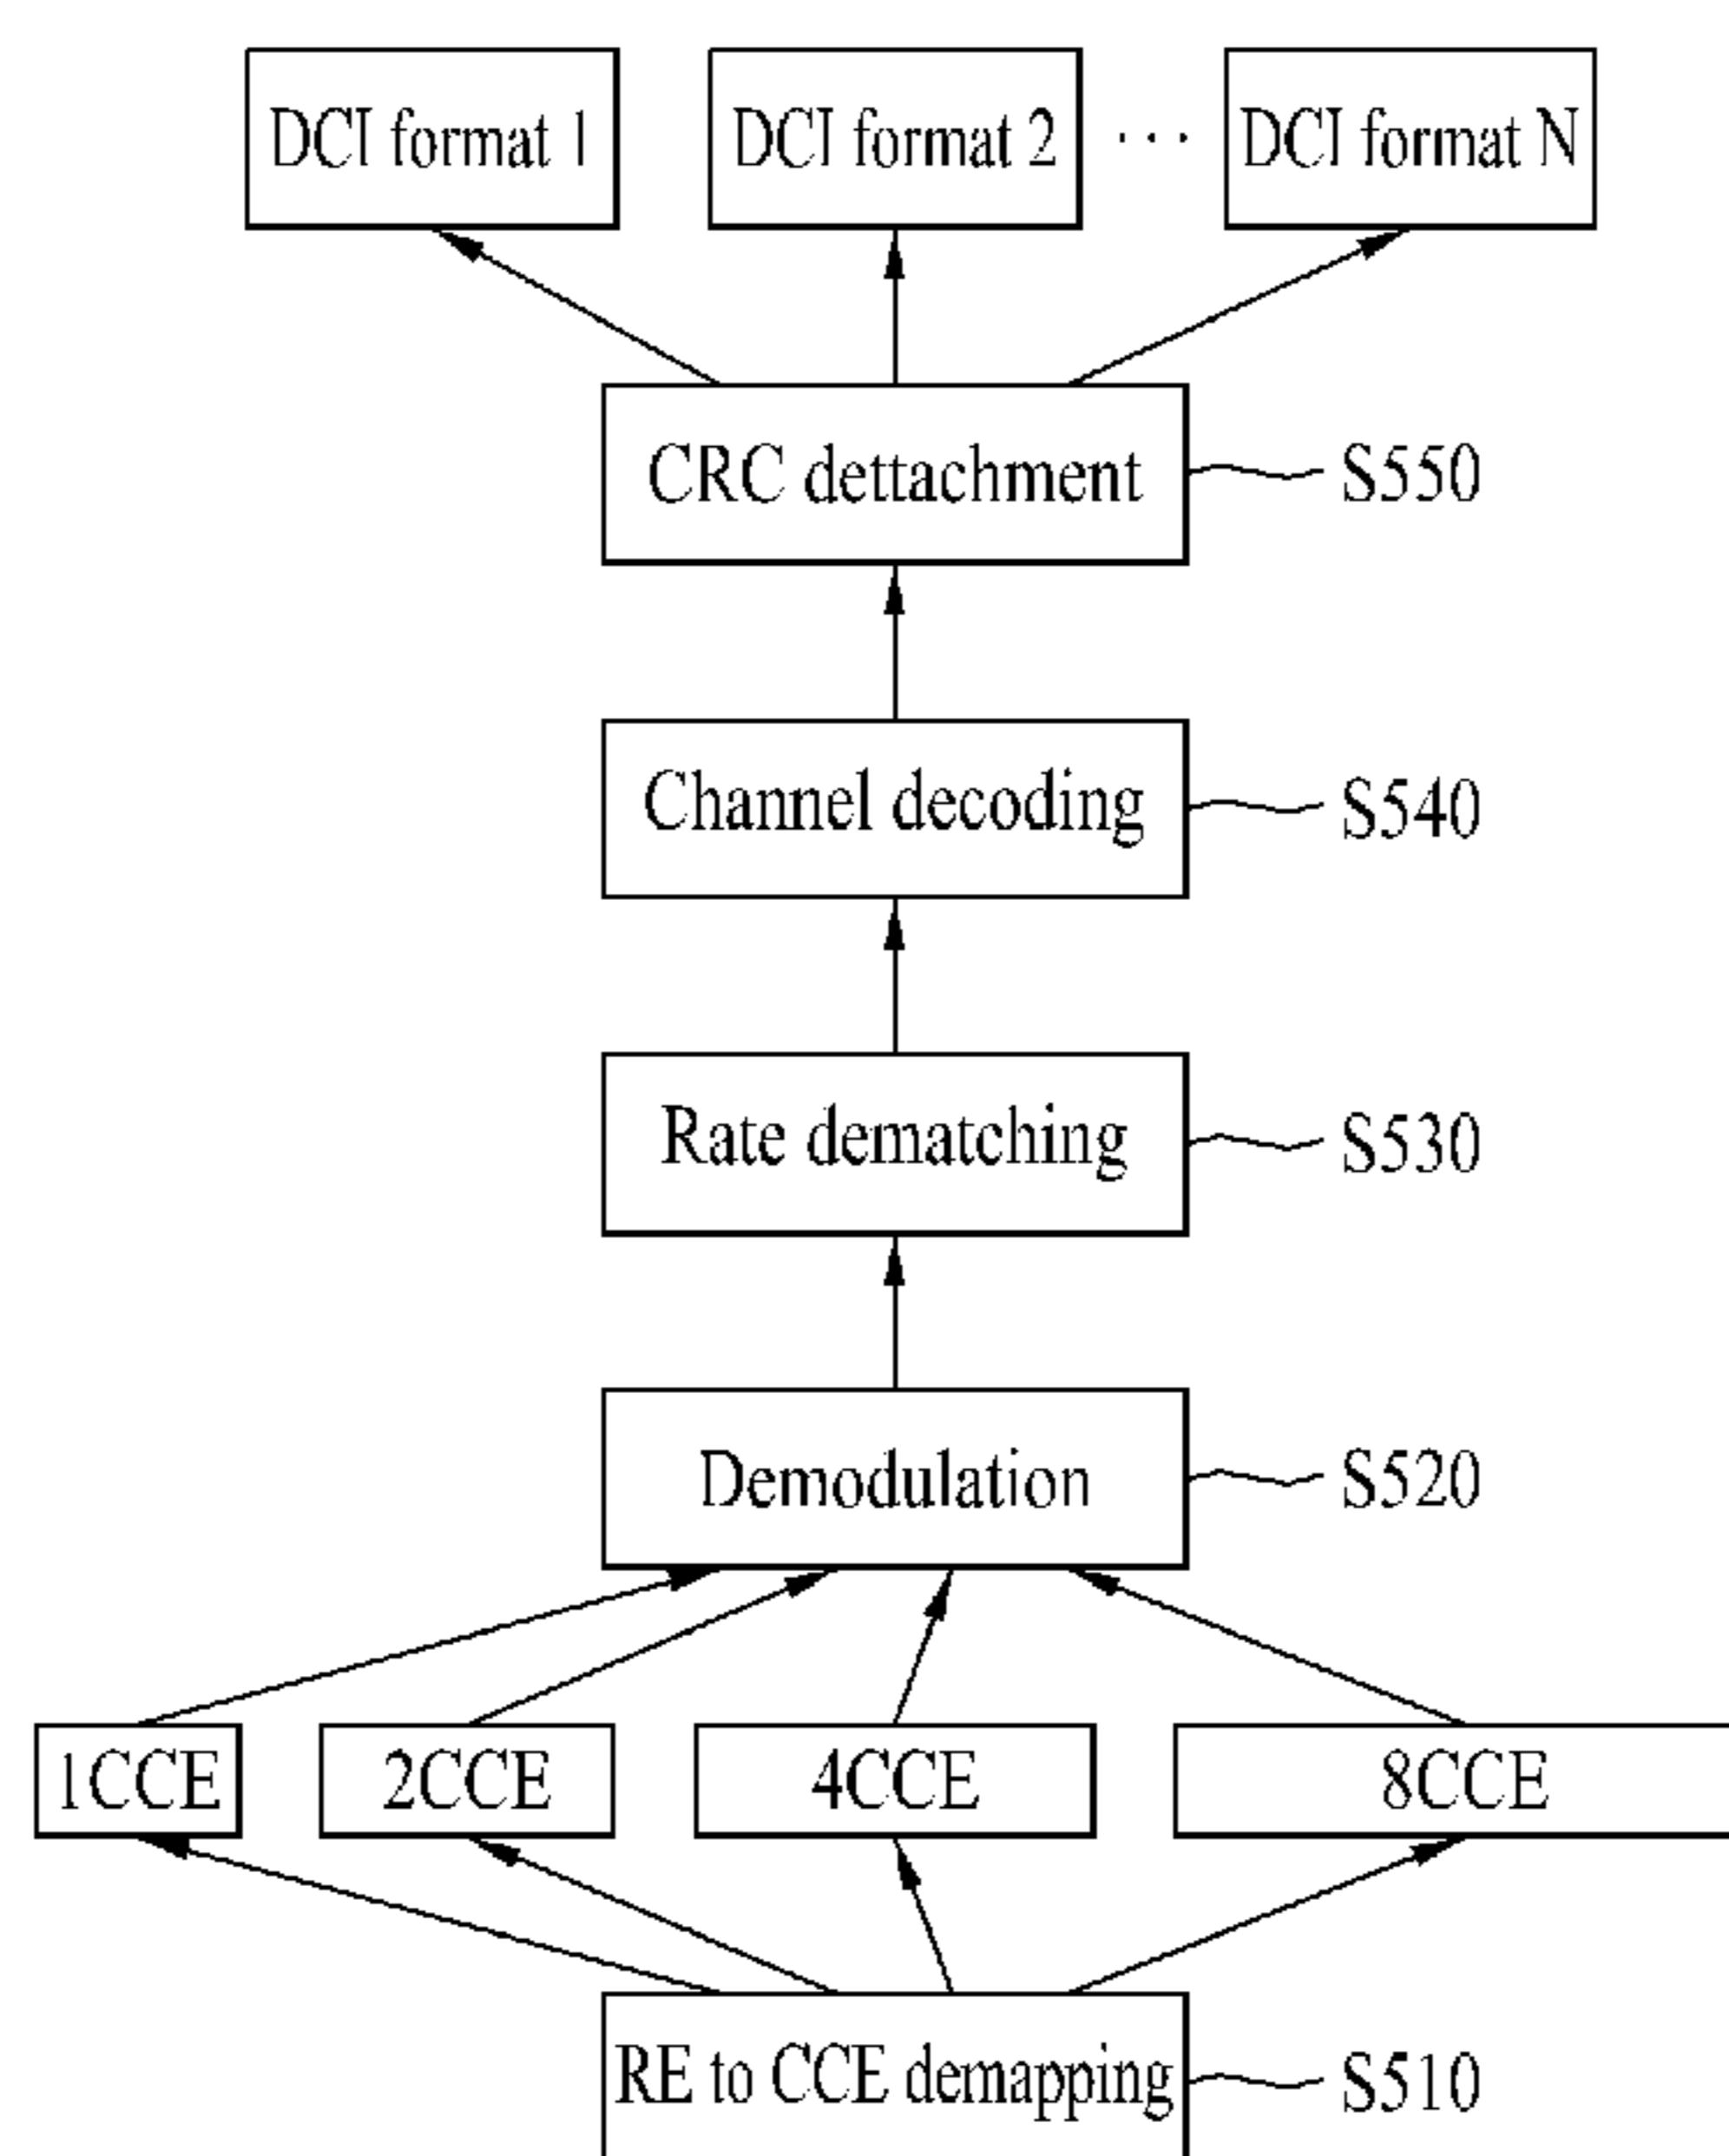 DCI format 1
DCI format 2
...
DCI format N
CRC dettachment
S550
Channel decoding
S540
Rate dematching
S530
Demodulation
S520
1CCE
2CCE
4CCE
8CCE
RE to CCE demapping
S510